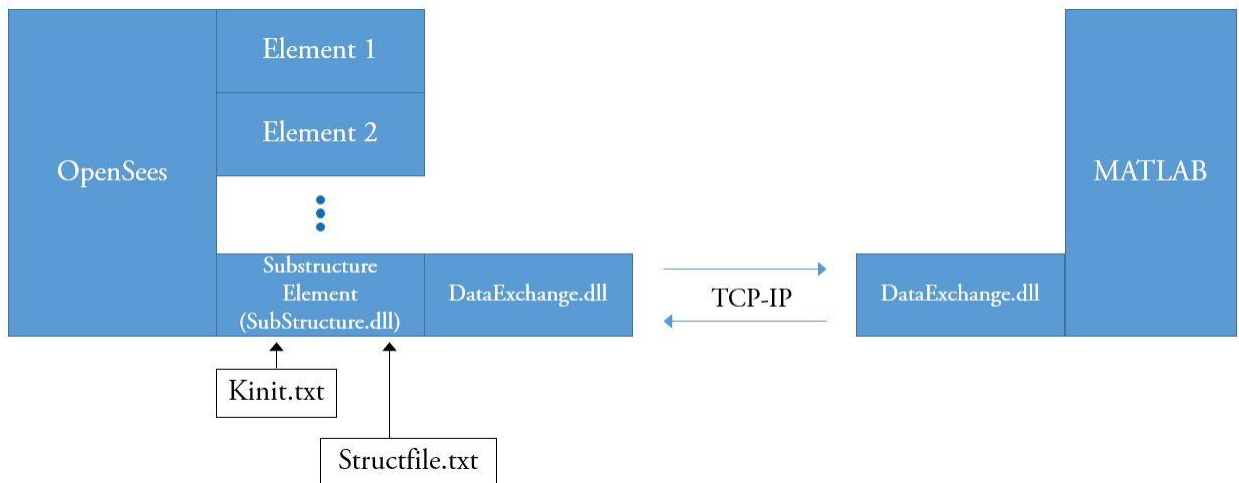 Element 1
Element 2
OpenSees
MATLAB
Substructure
Element
(SubStructure.dll)
DataExchange.dll
TCP-IP
DataExchange.dll
Kinit.txt
Structfile.txt